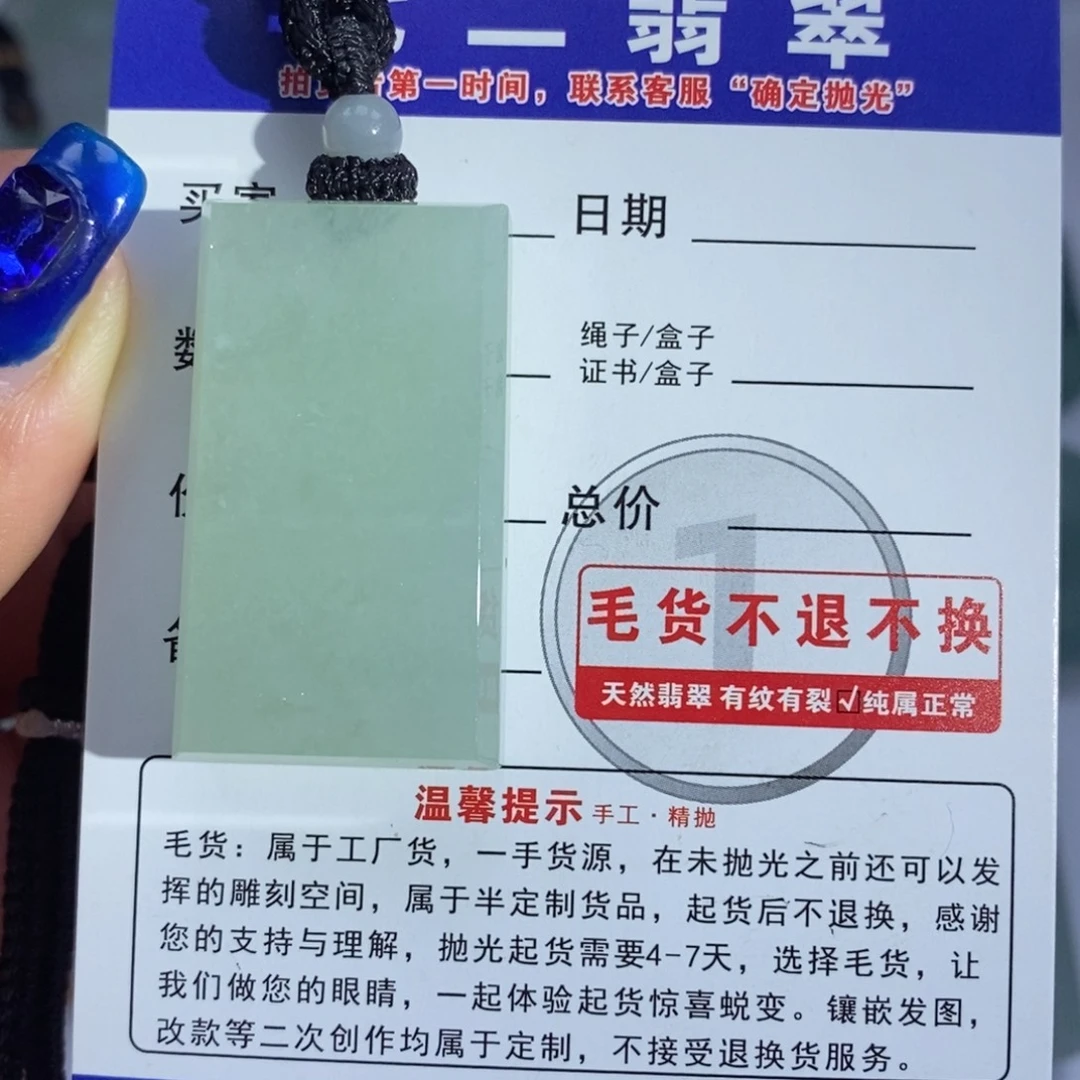 二翡翠
第一时间，联系客服“确定抛光”
日期
绳子/盒子
证书/盒子
总价
1
毛货不退不换
天然翡翠 有纹有裂√纯属正常
温馨提示 手工·精抛
毛货：属于工厂货，一手货源，在未抛光之前还可以发
挥的雕刻空间，属于半定制货品，起货后不退换，感谢
您的支持与理解，抛光起货需要4-7天，选择毛货，让
我们做您的眼睛，一起体验起货惊喜蜕变。镶嵌发图，
改款等二次创作均属于定制，不接受退换货服务。